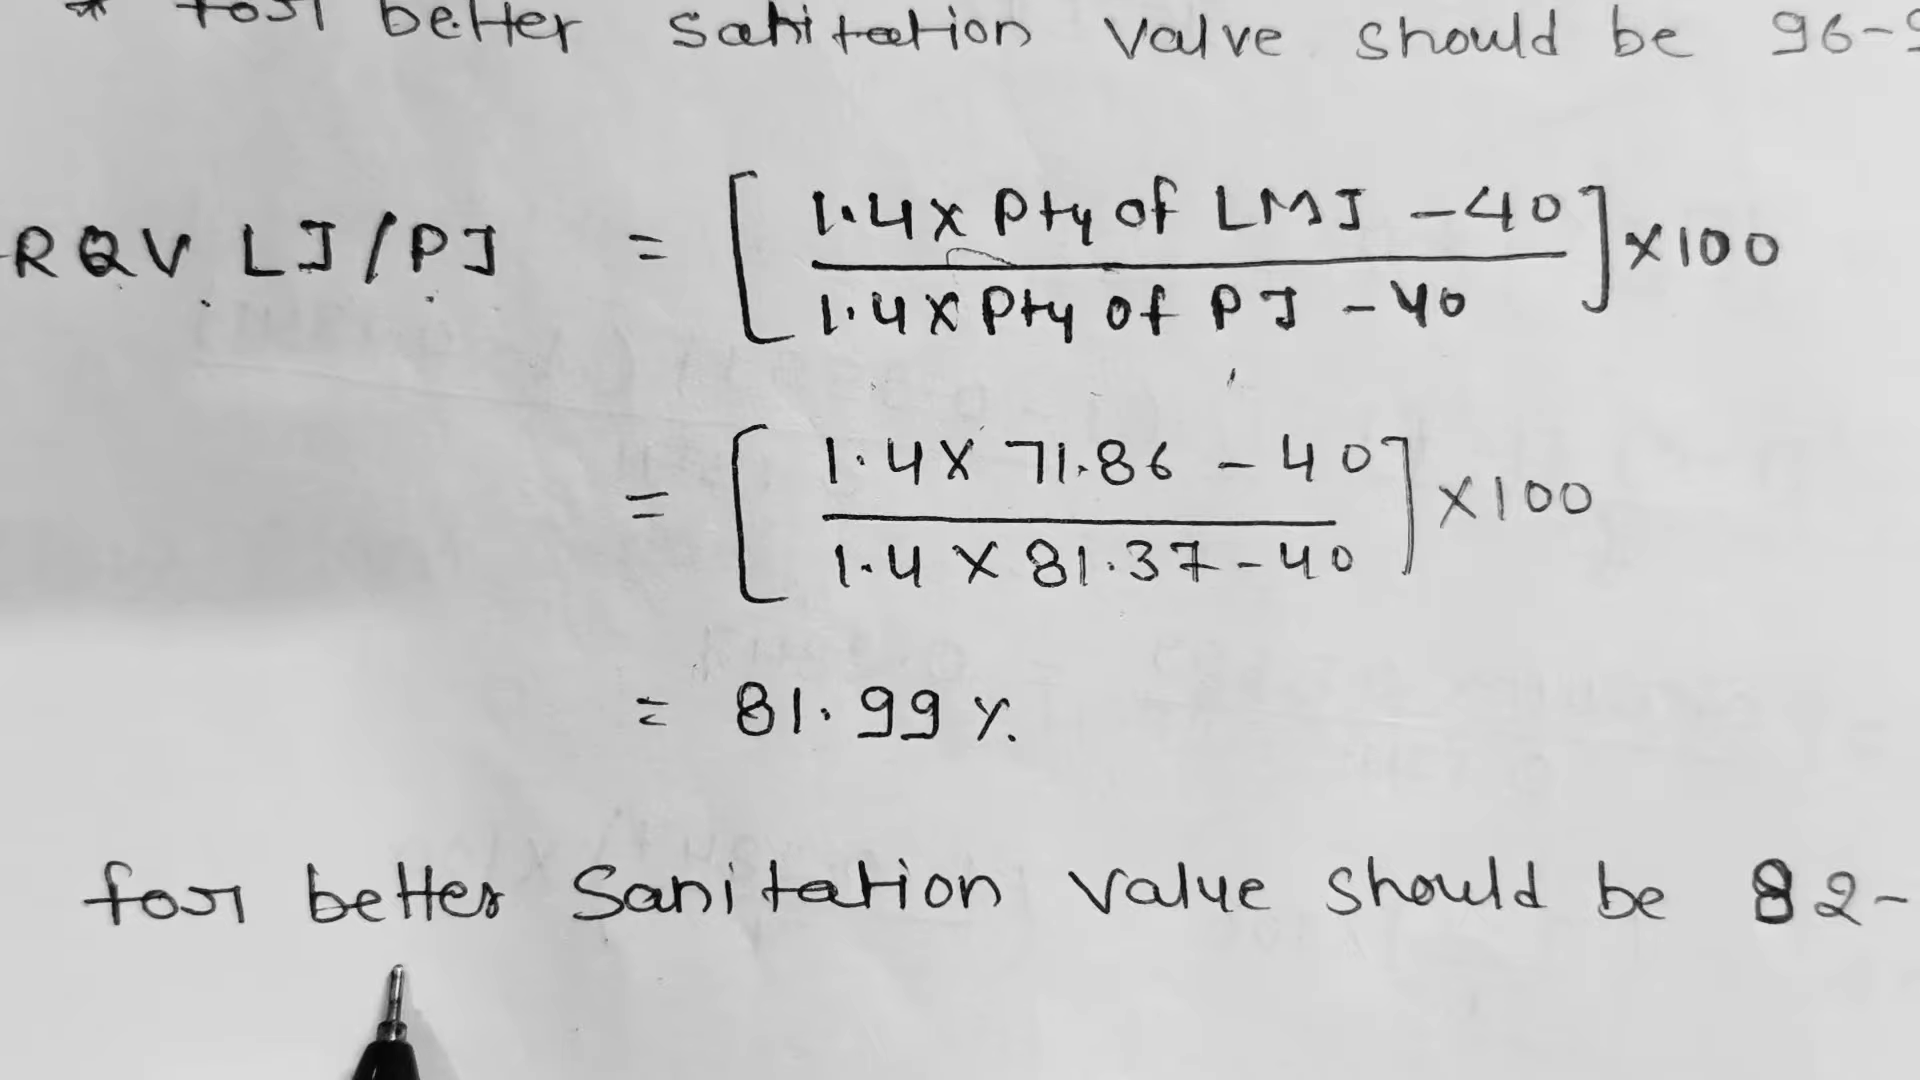 * for better sanitation Valve should be 96-9
RQV LJ/PJ = [ 1.4 x Pty of LMJ - 40 ] x100
1.4 x Pty of PJ - 40
= [ 1.4 x 71.86 - 40 ] x100
1.4 x 81.37 - 40
= 81.99 %.
for better Sanitation Value should be 82-